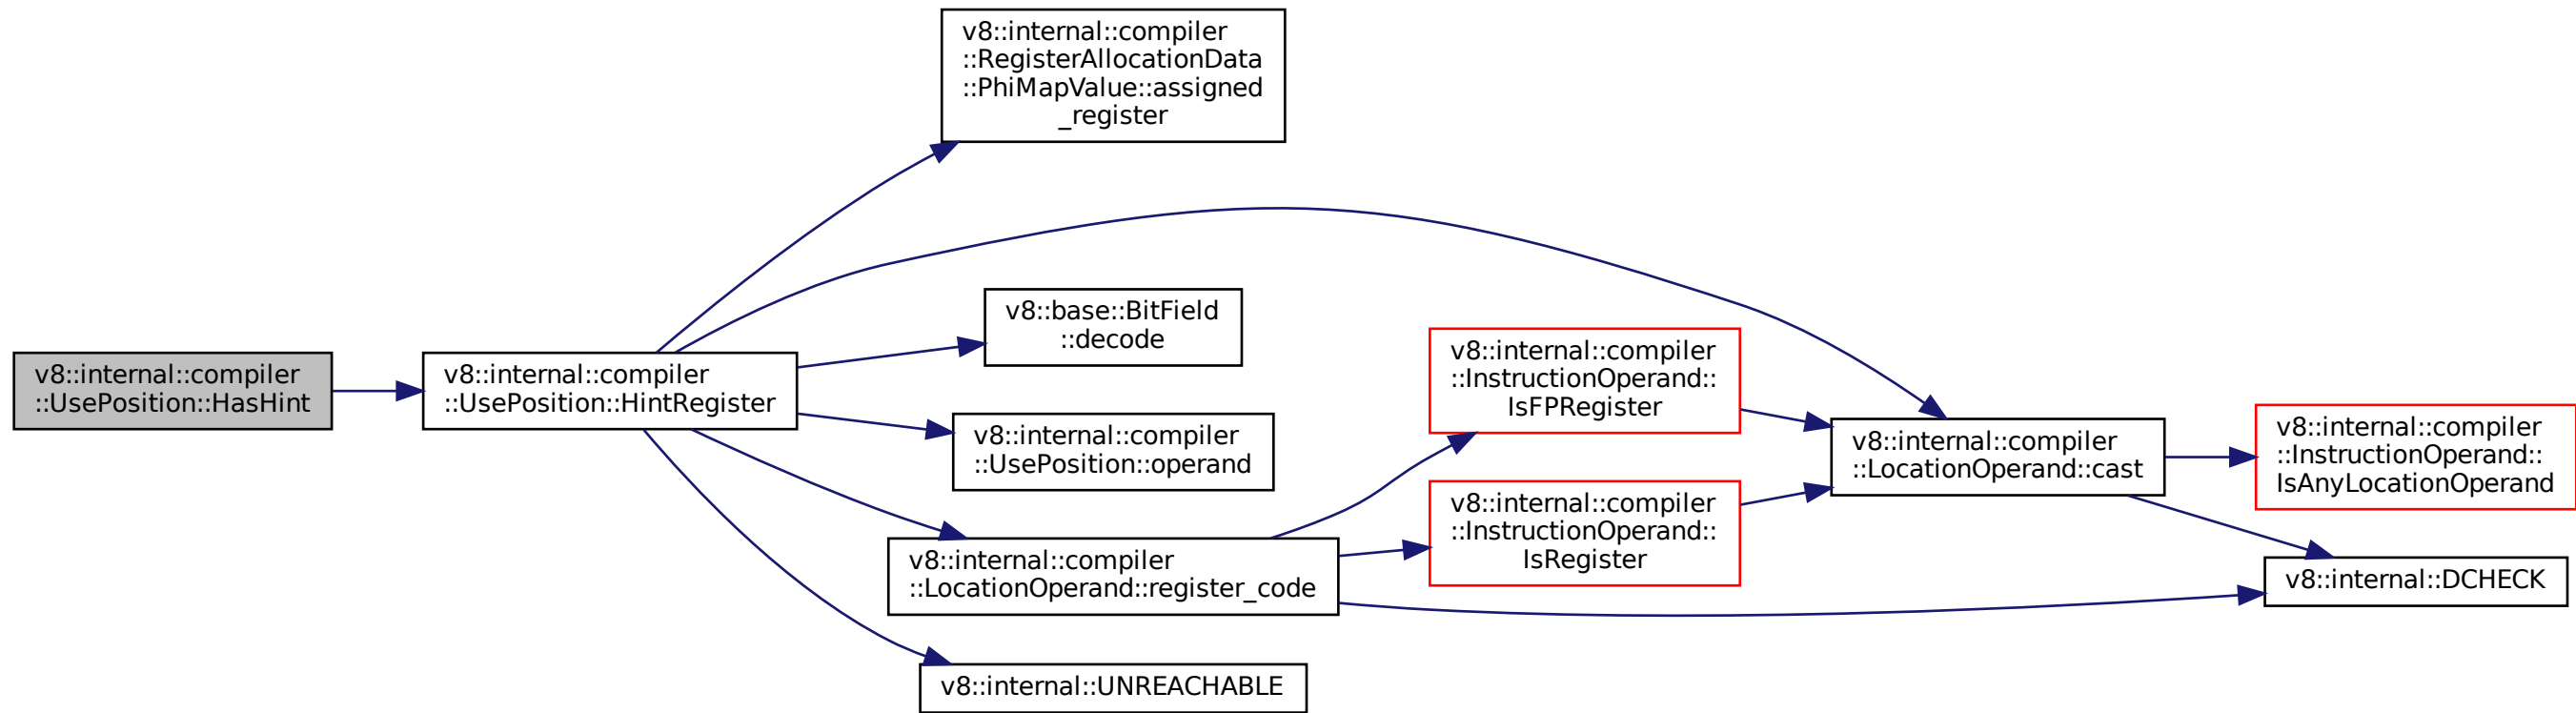 v8::internal::compiler
::RegisterAllocationData
::PhiMapValue::assigned
_register
v8::base::BitField
::decode
v8::internal::compiler
::UsePosition::HasHint
v8::internal::compiler
::UsePosition::HintRegister
v8::internal::compiler
::UsePosition::operand
v8::internal::compiler
::LocationOperand::register_code
v8::internal::UNREACHABLE
v8::internal::compiler
::InstructionOperand::
IsFPRegister
v8::internal::compiler
::InstructionOperand::
IsRegister
v8::internal::compiler
::LocationOperand::cast
v8::internal::compiler
::InstructionOperand::
IsAnyLocationOperand
v8::internal::DCHECK